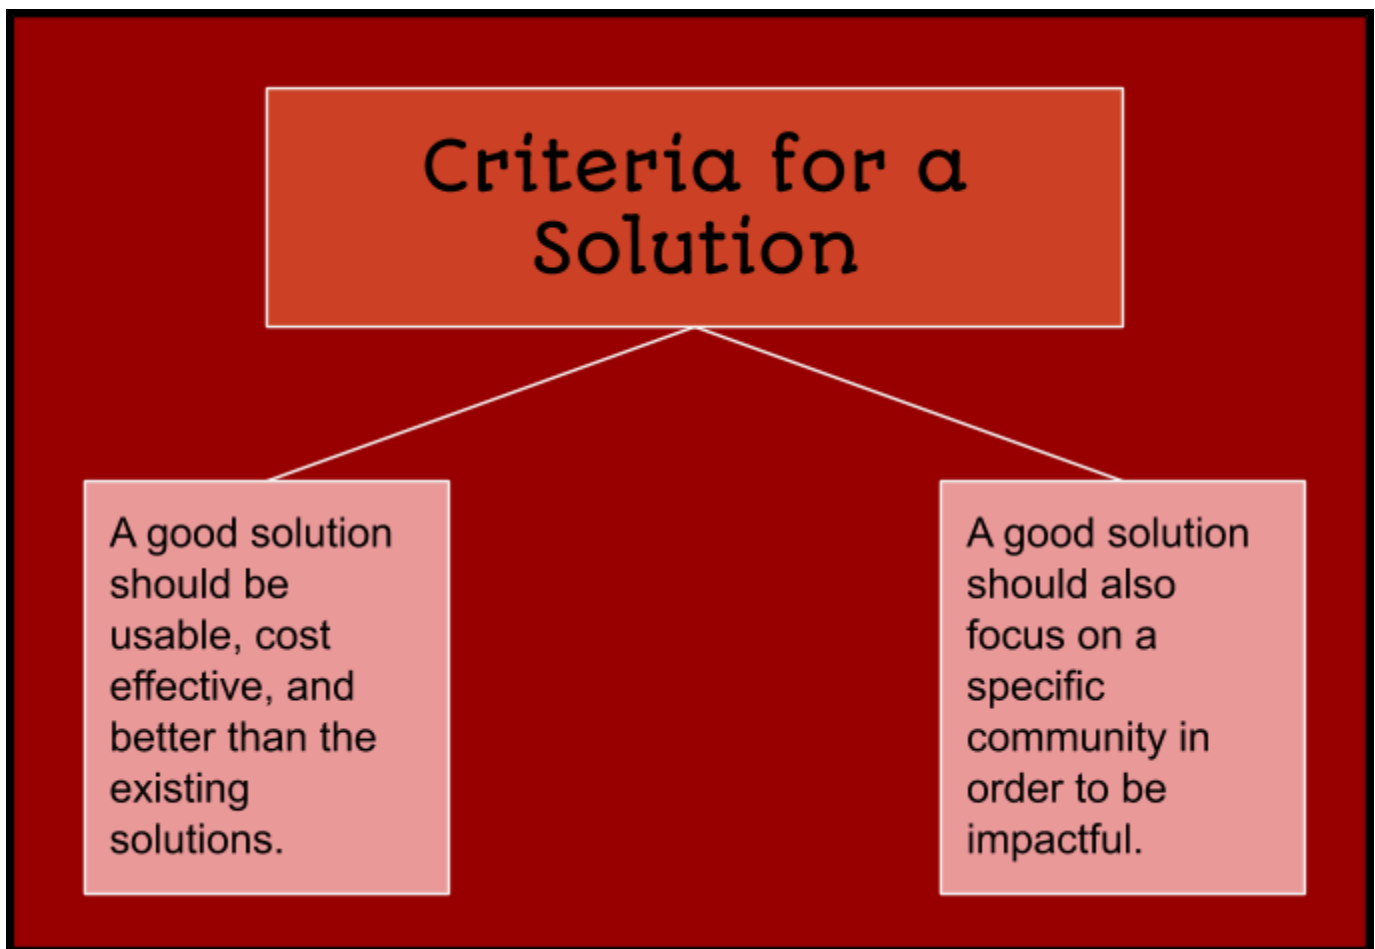 Criteria for a
Solution
A good solution
should be
usable, cost
effective, and
better than the
existing
solutions.
A good solution
should also
focus on a
specific
community in
order to be
impactful.